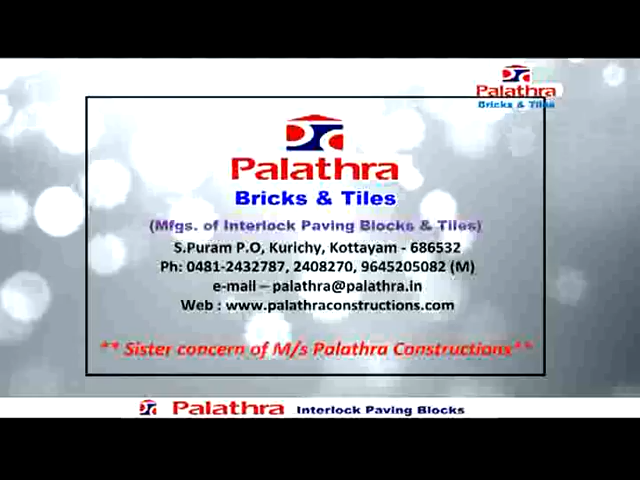 Palathra
Bricks & Tiles
Palathra
Bricks & Tiles
(Mfgs. of Interlock Paving Blocks & Tiles)
S.Puram P.O, Kurichy, Kottayam - 686532
Ph: 0481-2432787, 2408270, 9645205082 (M)
e-mail – palathra@palathra.in
Web : www.palathraconstructions.com
** Sister concern of M/s Palathra Constructions**
Palathra Interlock Paving Blocks